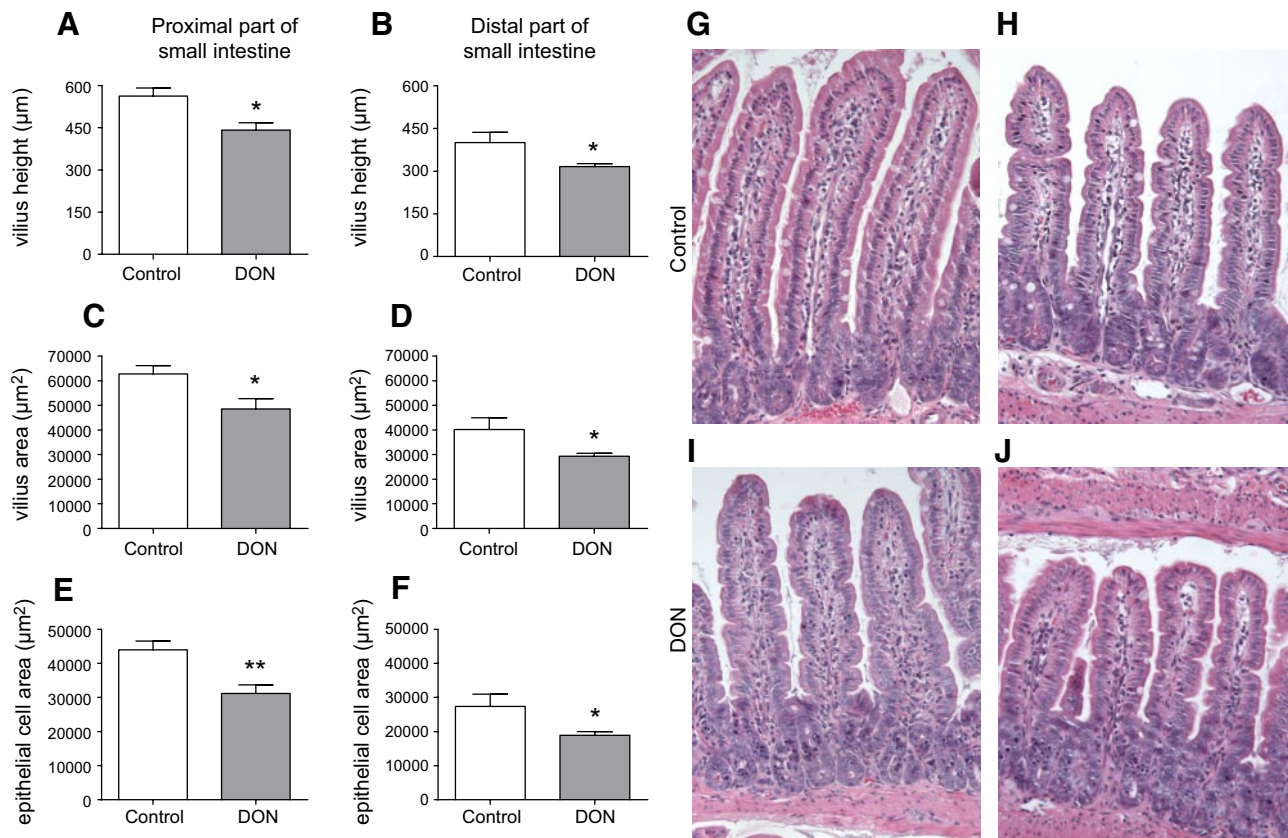 A
Proximal part of
small intestine
B
Distal part of
small intestine
G
H
600
450
300
150
0
vilius height (μm)
*
Control
DON
600
450
300
150
0
vilius height (μm)
*
Control
DON
Control
C
D
70000
60000
50000
40000
30000
20000
10000
0
vilius area (μm²)
*
Control
DON
70000
60000
50000
40000
30000
20000
10000
0
vilius area (μm²)
*
Control
DON
I
J
E
F
50000
40000
30000
20000
10000
0
epithelial cell area (μm²)
**
Control
DON
50000
40000
30000
20000
10000
0
epithelial cell area (μm²)
*
Control
DON
DON